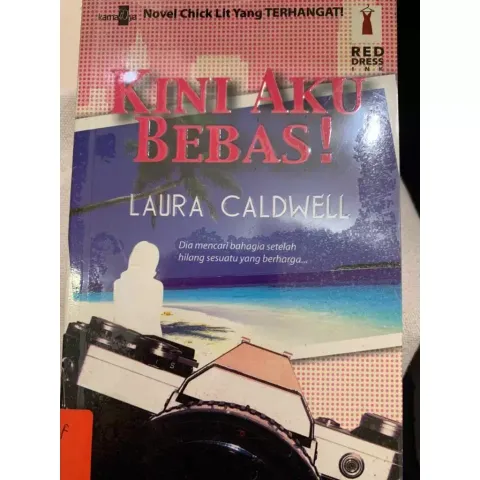 karnadya Novel Chick Lit Yang TERHANGAT!
RED
DRESS
INK
KINI AKU
BEBAS!
LAURA CALDWELL
Dia mencari bahagia setelah
hilang sesuatu yang berharga...